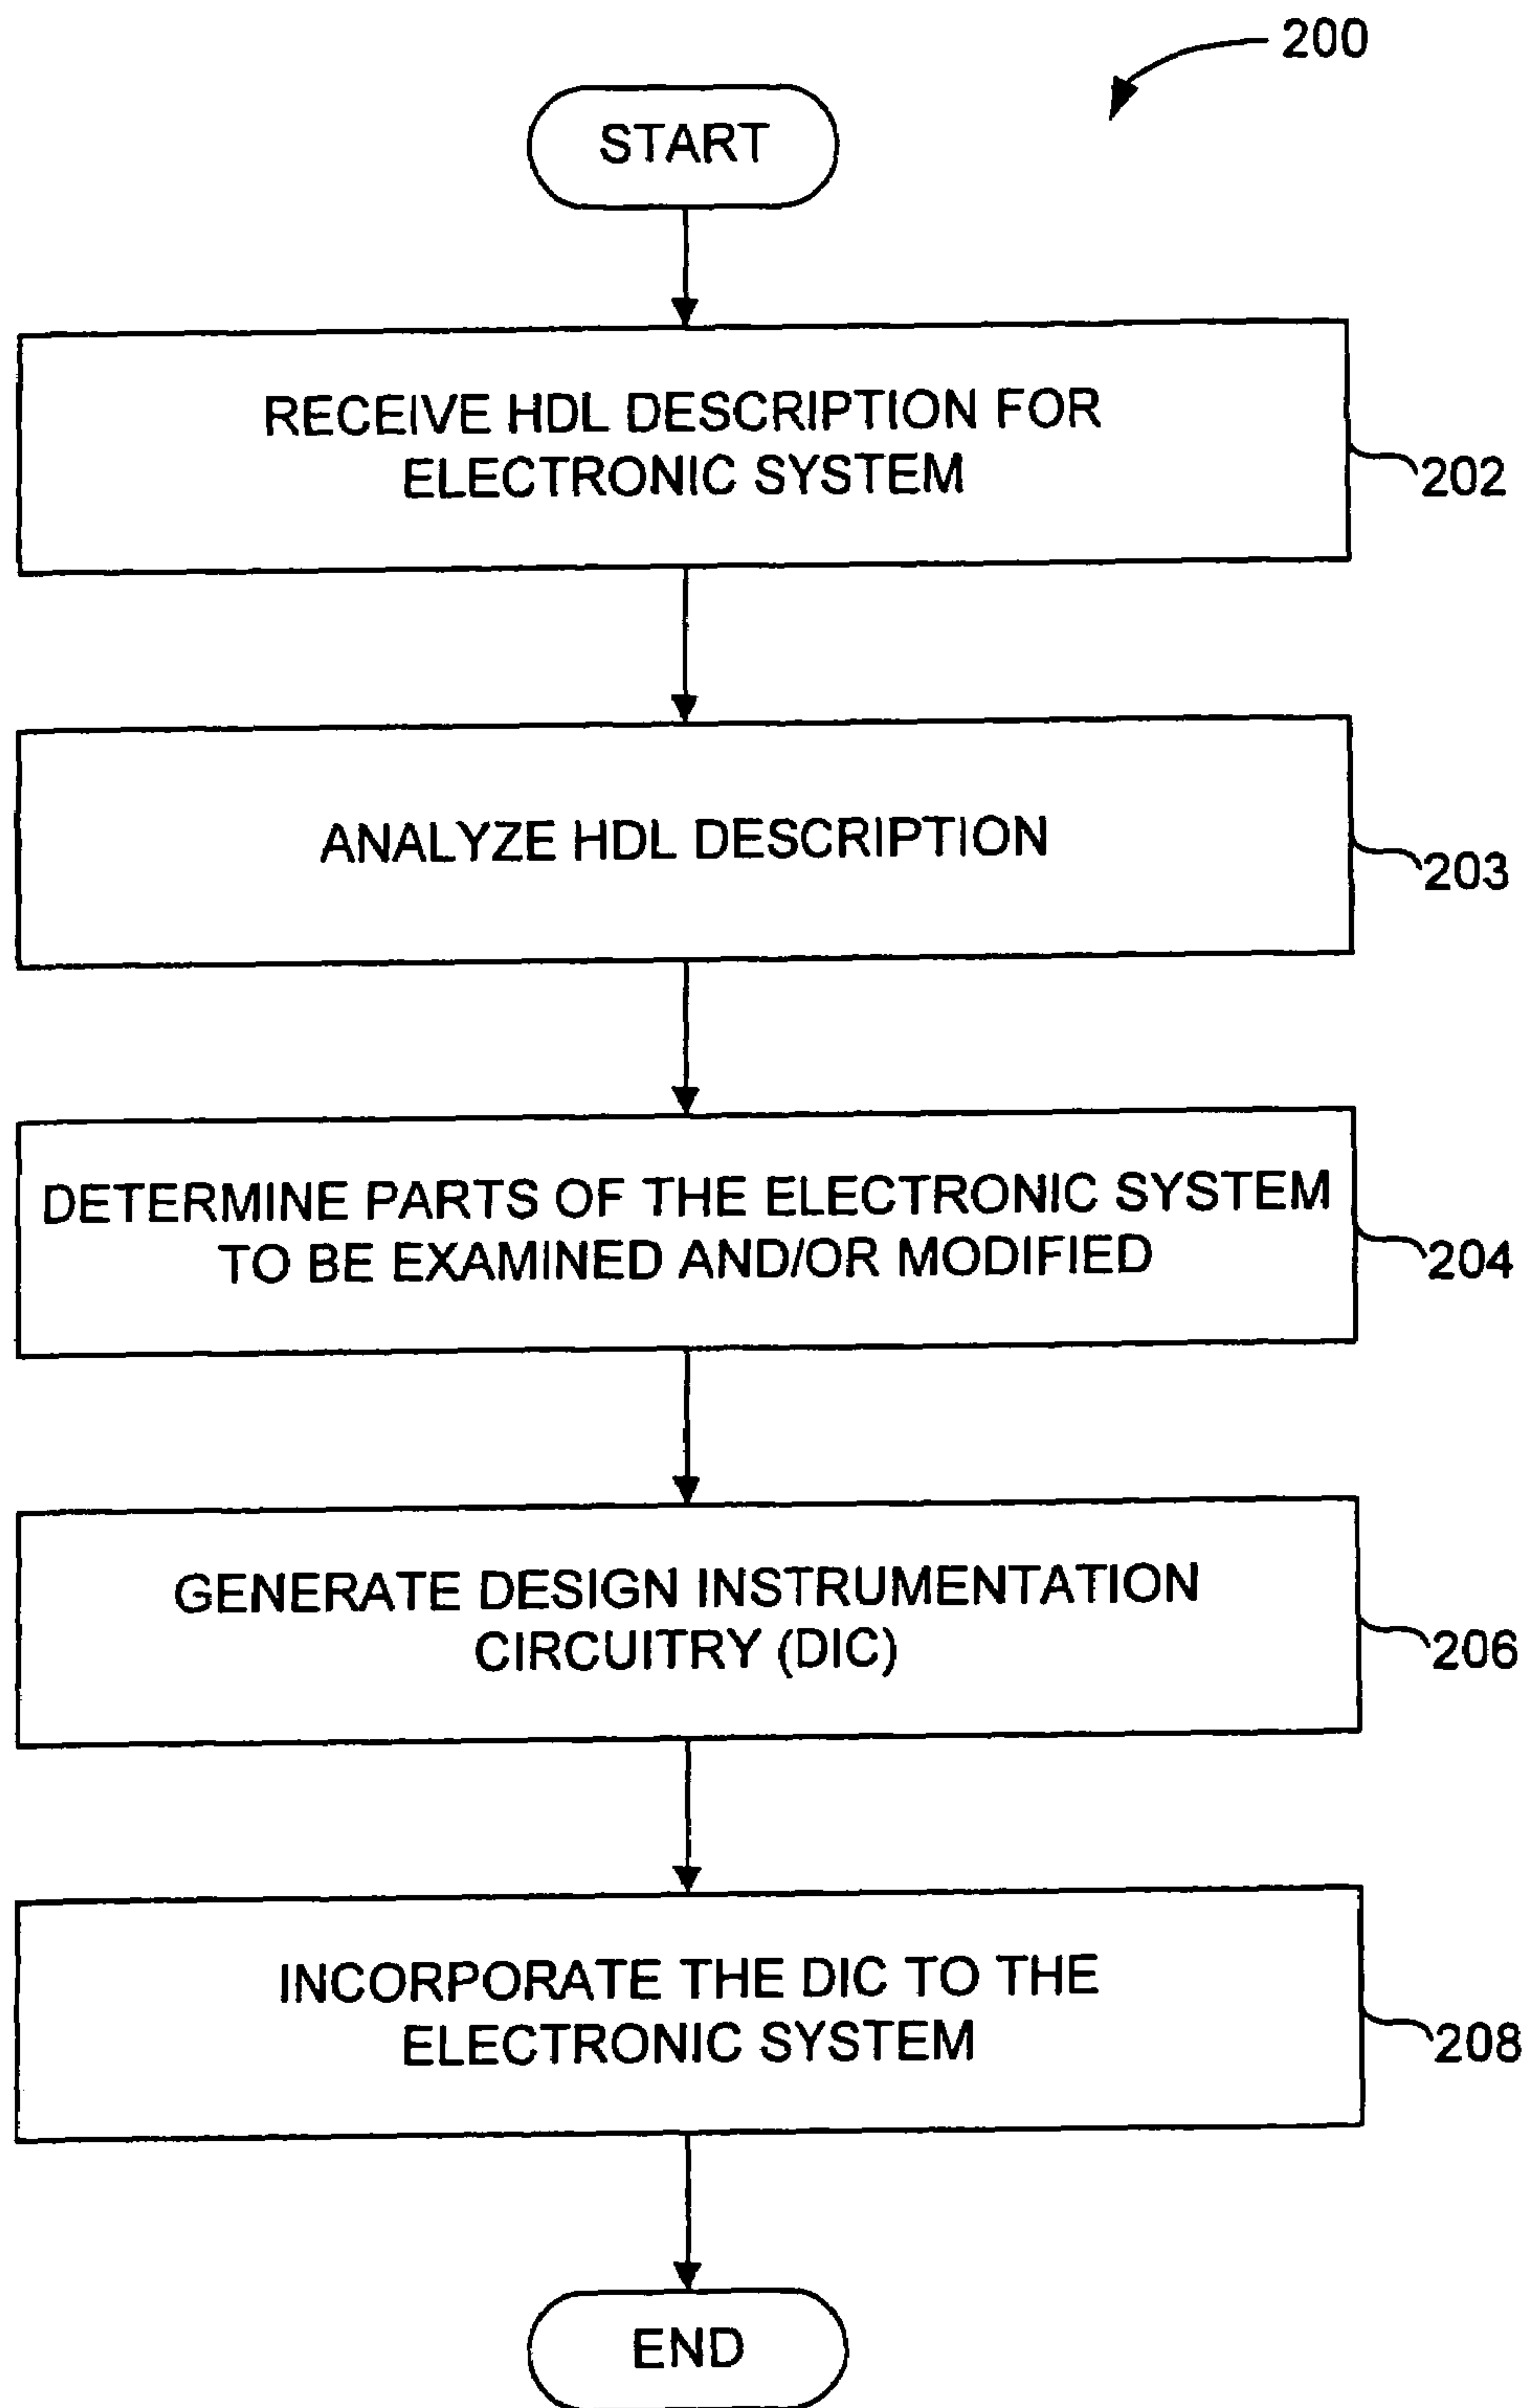 200
START
RECEIVE HDL DESCRIPTION FOR
ELECTRONIC SYSTEM
202
ANALYZE HDL DESCRIPTION
203
DETERMINE PARTS OF THE ELECTRONIC SYSTEM
TO BE EXAMINED AND/OR MODIFIED
204
GENERATE DESIGN INSTRUMENTATION
CIRCUITRY (DIC)
206
INCORPORATE THE DIC TO THE
ELECTRONIC SYSTEM
208
END